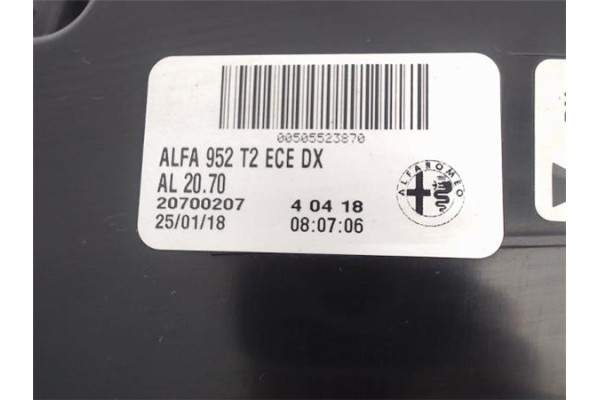 00505523870
ALFA 952 T2 ECE DX
AL 20.70
20700207 4 04 18
25/01/18 08:07:06
ALFA ROMEO